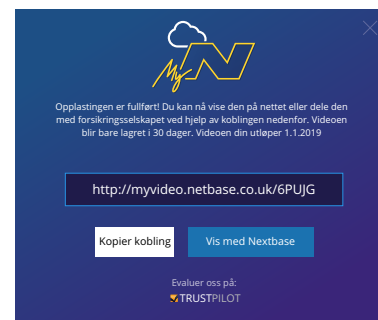 My N
Opplastingen er fullført! Du kan nå vise den på nettet eller dele den
med forsikringsselskapet ved hjelp av koblingen nedenfor. Videoen
blir bare lagret i 30 dager. Videoen din utløper 1.1.2019
http://myvideo.netbase.co.uk/6PUJG
Kopier kobling
Vis med Nextbase
Evaluer oss på:
TRUSTPILOT